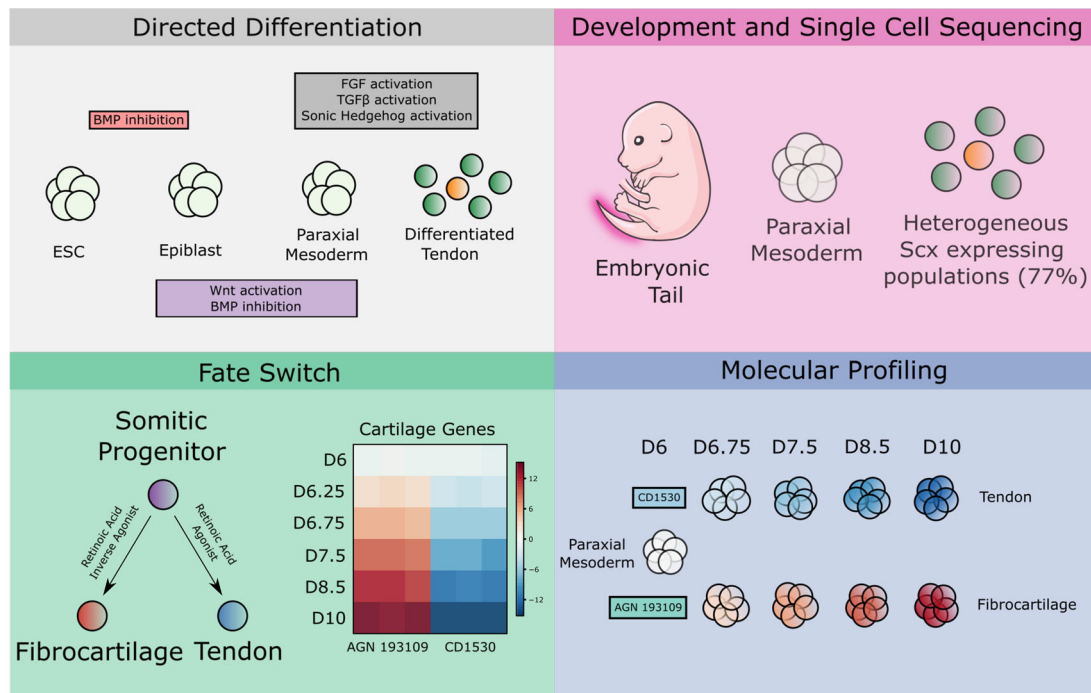 Directed Differentiation
BMP inhibition
FGF activation
TGFβ activation
Sonic Hedgehog activation
ESC
Epiblast
Paraxial
Mesoderm
Differentiated
Tendon
Wnt activation
BMP inhibition
Development and Single Cell Sequencing
Embryonic
Tail
Paraxial
Mesoderm
Heterogeneous
Scx expressing
populations (77%)
Fate Switch
Somitic
Progenitor
Retinoic Acid
Inverse Agonist
Retinoic Acid
Agonist
Fibrocartilage
Tendon
Cartilage Genes
D6
D6.25
D6.75
D7.5
D8.5
D10
AGN 193109
CD1530
12
6
0
−6
−12
Molecular Profiling
D6
D6.75
D7.5
D8.5
D10
CD1530
Tendon
Paraxial
Mesoderm
AGN 193109
Fibrocartilage